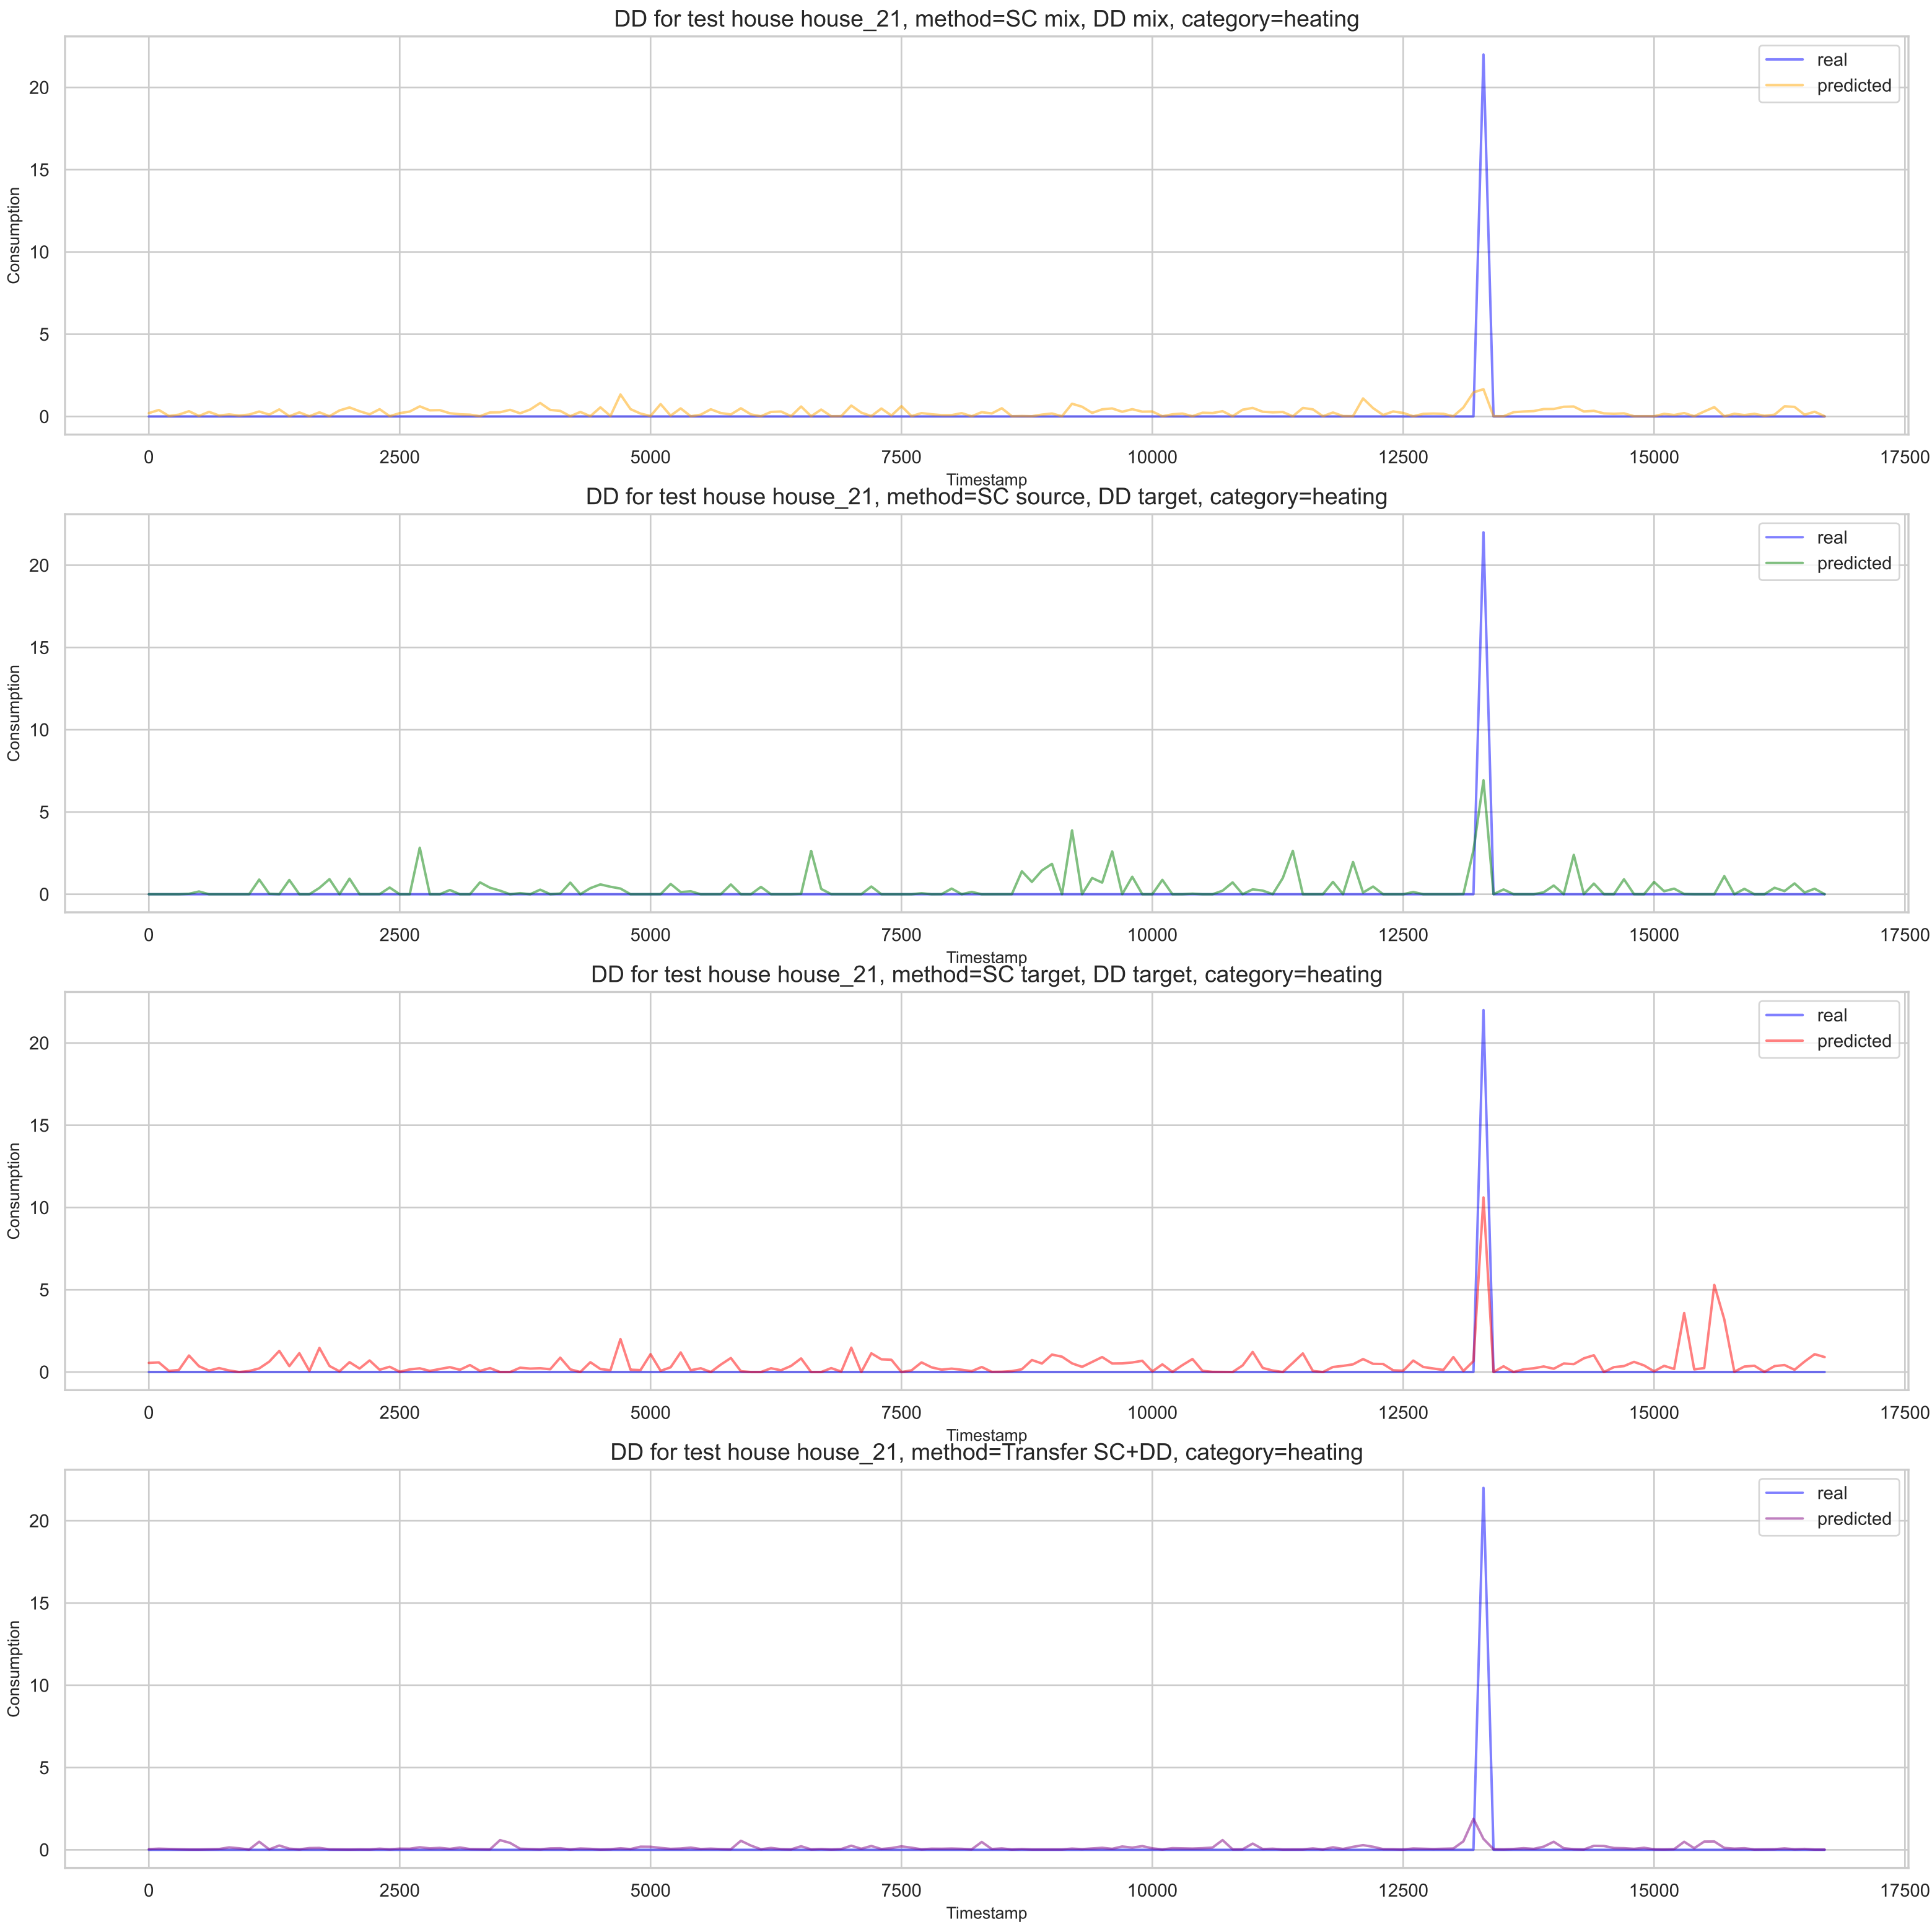 DD for test house house_21, method=SC mix, DD mix, category=heating
real
predicted
Consumption
20
15
10
5
0
0 2500 5000 7500 10000 12500 15000 17500
Timestamp
DD for test house house_21, method=SC source, DD target, category=heating
real
predicted
Consumption
20
15
10
5
0
0 2500 5000 7500 10000 12500 15000 17500
Timestamp
DD for test house house_21, method=SC target, DD target, category=heating
real
predicted
Consumption
20
15
10
5
0
0 2500 5000 7500 10000 12500 15000 17500
Timestamp
DD for test house house_21, method=Transfer SC+DD, category=heating
real
predicted
Consumption
20
15
10
5
0
0 2500 5000 7500 10000 12500 15000 17500
Timestamp